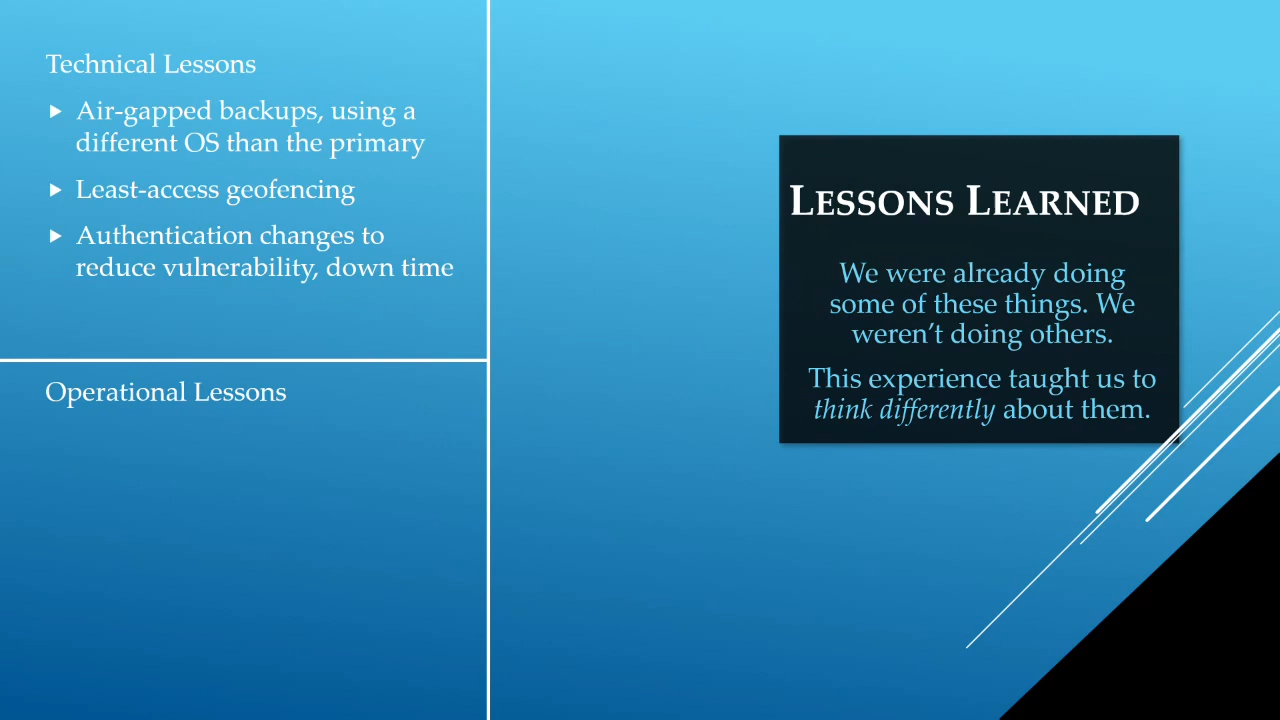 Technical Lessons
Air-gapped backups, using a
different OS than the primary
Least-access geofencing
Authentication changes to
reduce vulnerability, down time
Operational Lessons
LESSONS LEARNED
We were already doing
some of these things. We
weren’t doing others.
This experience taught us to
think differently about them.